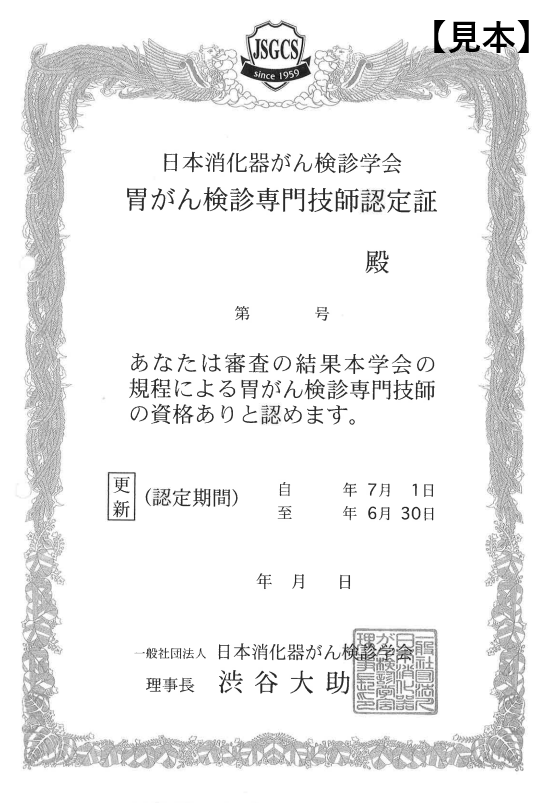 【見本】
JSGCS
since 1959
日本消化器がん検診学会
胃がん検診専門技師認定証
殿
第 号
あなたは審査の結果本学会の
規程による胃がん検診専門技師
の資格ありと認めます。
更新 (認定期間) 自 年 7月 1日
至 年 6月 30日
年 月 日
一般社団法人 日本消化器がん検診学会
理事長 渋谷大助